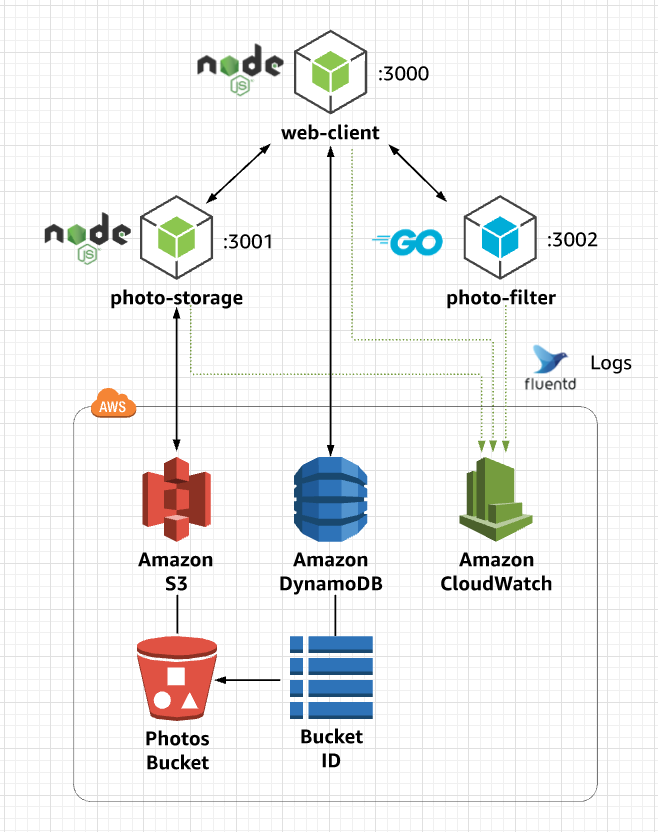 node
JS
:3000
web-client
node
JS
:3001
photo-storage
GO
:3002
photo-filter
fluentd
Logs
AWS
Amazon
S3
Amazon
DynamoDB
Amazon
CloudWatch
Photos
Bucket
Bucket
ID